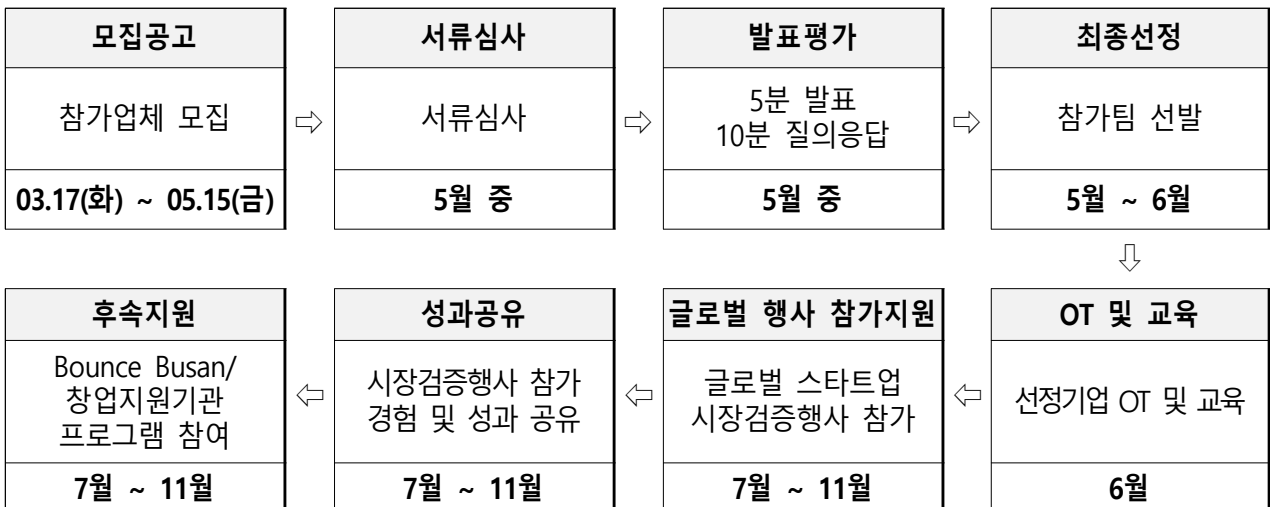 모집공고
참가업체 모집
03.17(화) ~ 05.15(금)
⇨
서류심사
서류심사
5월 중
⇨
발표평가
5분 발표
10분 질의응답
5월 중
⇨
최종선정
참가팀 선발
5월 ~ 6월
⇩
OT 및 교육
선정기업 OT 및 교육
6월
⇦
글로벌 행사 참가지원
글로벌 스타트업
시장검증행사 참가
7월 ~ 11월
⇦
성과공유
시장검증행사 참가
경험 및 성과 공유
7월 ~ 11월
⇦
후속지원
Bounce Busan/
창업지원기관
프로그램 참여
7월 ~ 11월